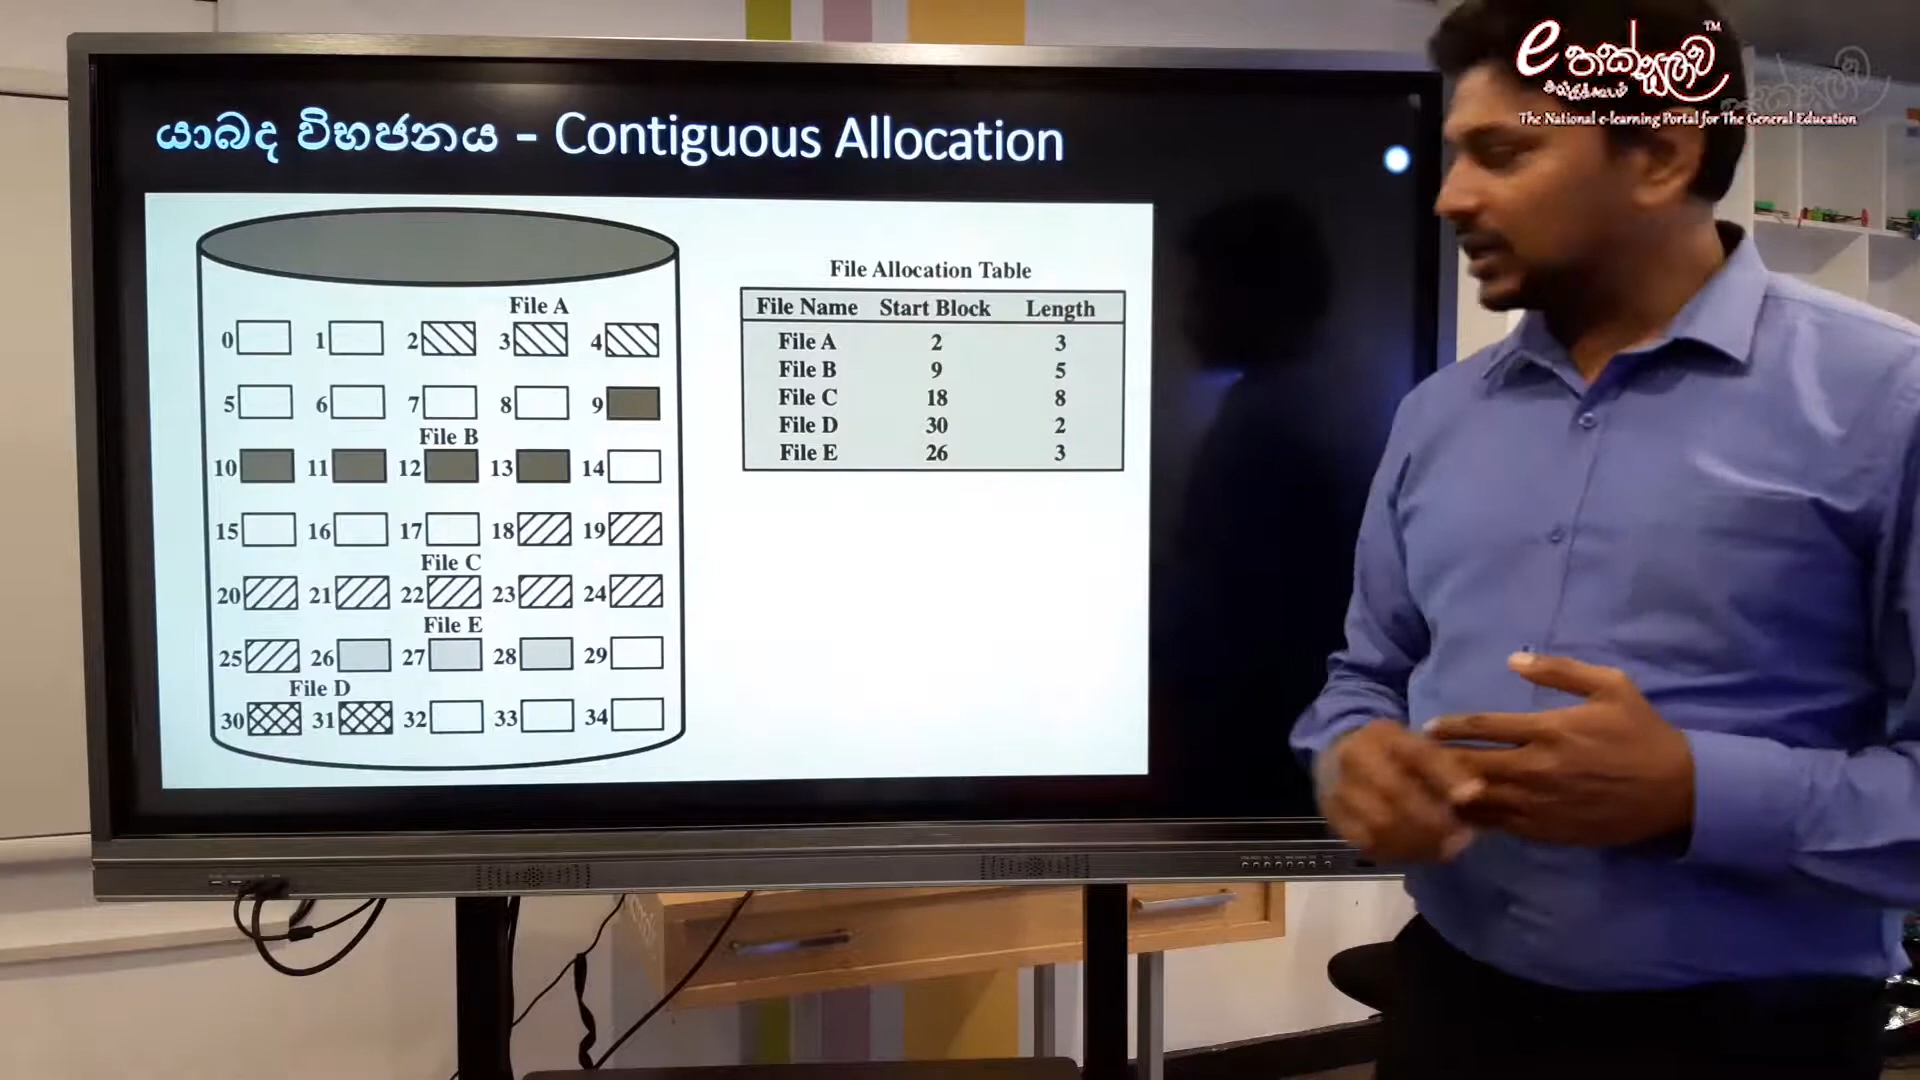 e තක්සලාව™
The National e-learning Portal for The General Education
යාබද විභජනය - Contiguous Allocation
File A
0 1 2 3 4
5 6 7 8 9
File B
10 11 12 13 14
15 16 17 18 19
File C
20 21 22 23 24
File E
25 26 27 28 29
File D
30 31 32 33 34
File Allocation Table
File Name Start Block Length
File A 2 3
File B 9 5
File C 18 8
File D 30 2
File E 26 3